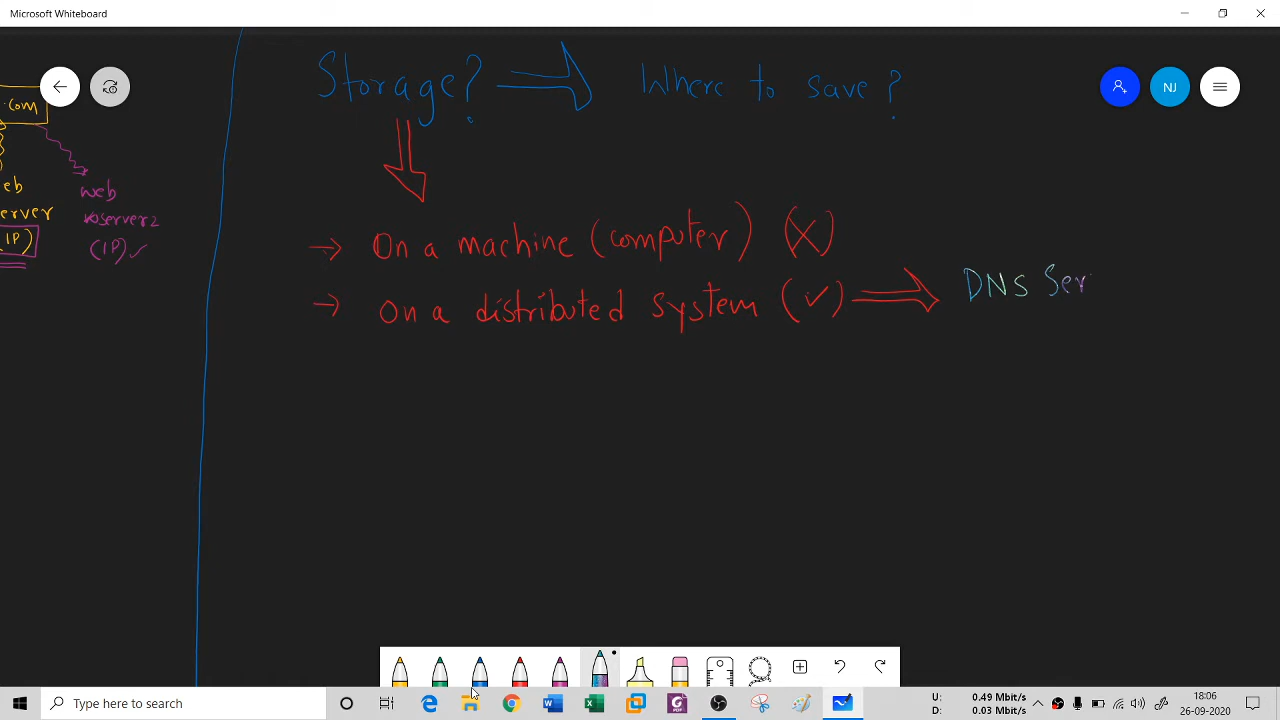 Microsoft Whiteboard
Storage? Where to save?
.com
NJ
eb
erver
(IP)
web
server2
(IP) ✓
→ On a machine (computer) (X)
→ On a distributed system (✓) DNS Ser
Type here to search
U: 0.49 Mbit/s
D: 0.03 Mbit/s
18:06
26-09-2020